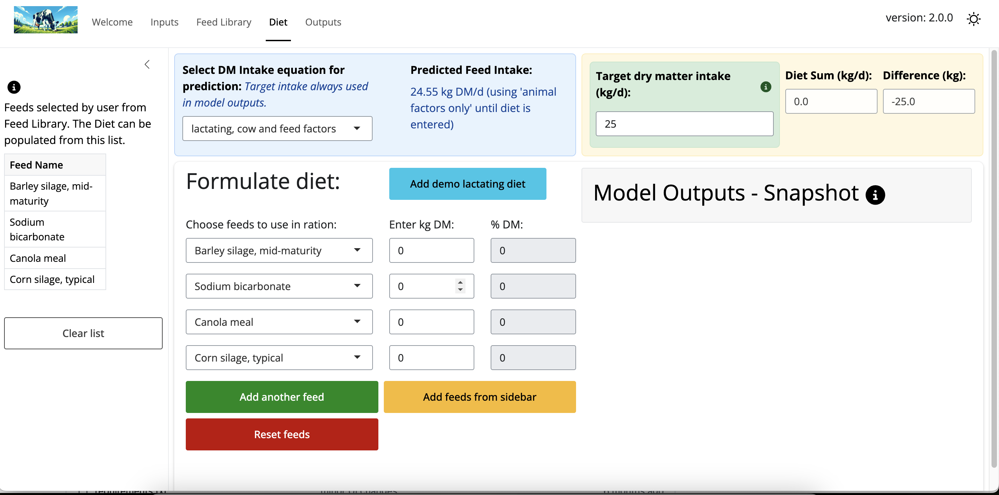 Welcome
Inputs
Feed Library
Diet
Outputs
version: 2.0.0
Feeds selected by user from
Feed Library. The Diet can be
populated from this list.
Feed Name
Barley silage, mid-
maturity
Sodium
bicarbonate
Canola meal
Corn silage, typical
Clear list
Select DM Intake equation for
prediction: Target intake always used
in model outputs.
lactating, cow and feed factors
Predicted Feed Intake:
24.55 kg DM/d (using 'animal
factors only' until diet is
entered)
Target dry matter intake
(kg/d):
25
Diet Sum (kg/d):
0.0
Difference (kg):
-25.0
Formulate diet:
Add demo lactating diet
Choose feeds to use in ration:
Enter kg DM:
% DM:
Barley silage, mid-maturity
0
0
Sodium bicarbonate
0
0
Canola meal
0
0
Corn silage, typical
0
0
Add another feed
Add feeds from sidebar
Reset feeds
Model Outputs - Snapshot